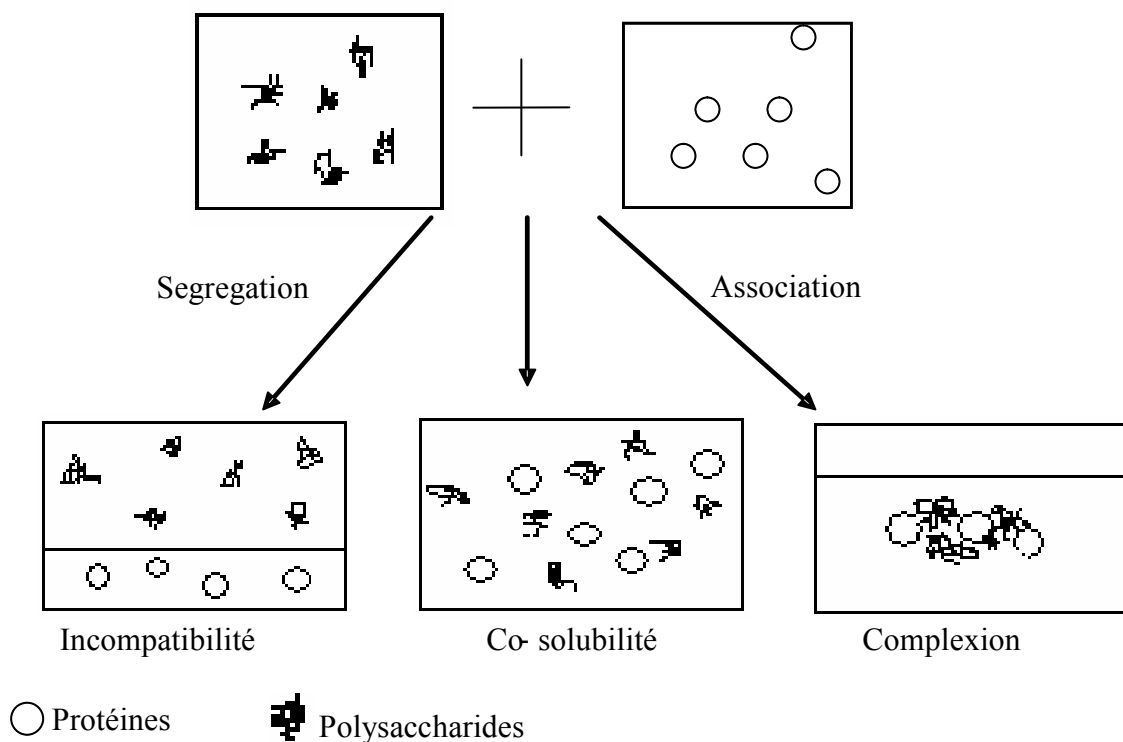 Segregation
Association
Incompatibilité
Co- solubilité
Complexion
Protéines
Polysaccharides